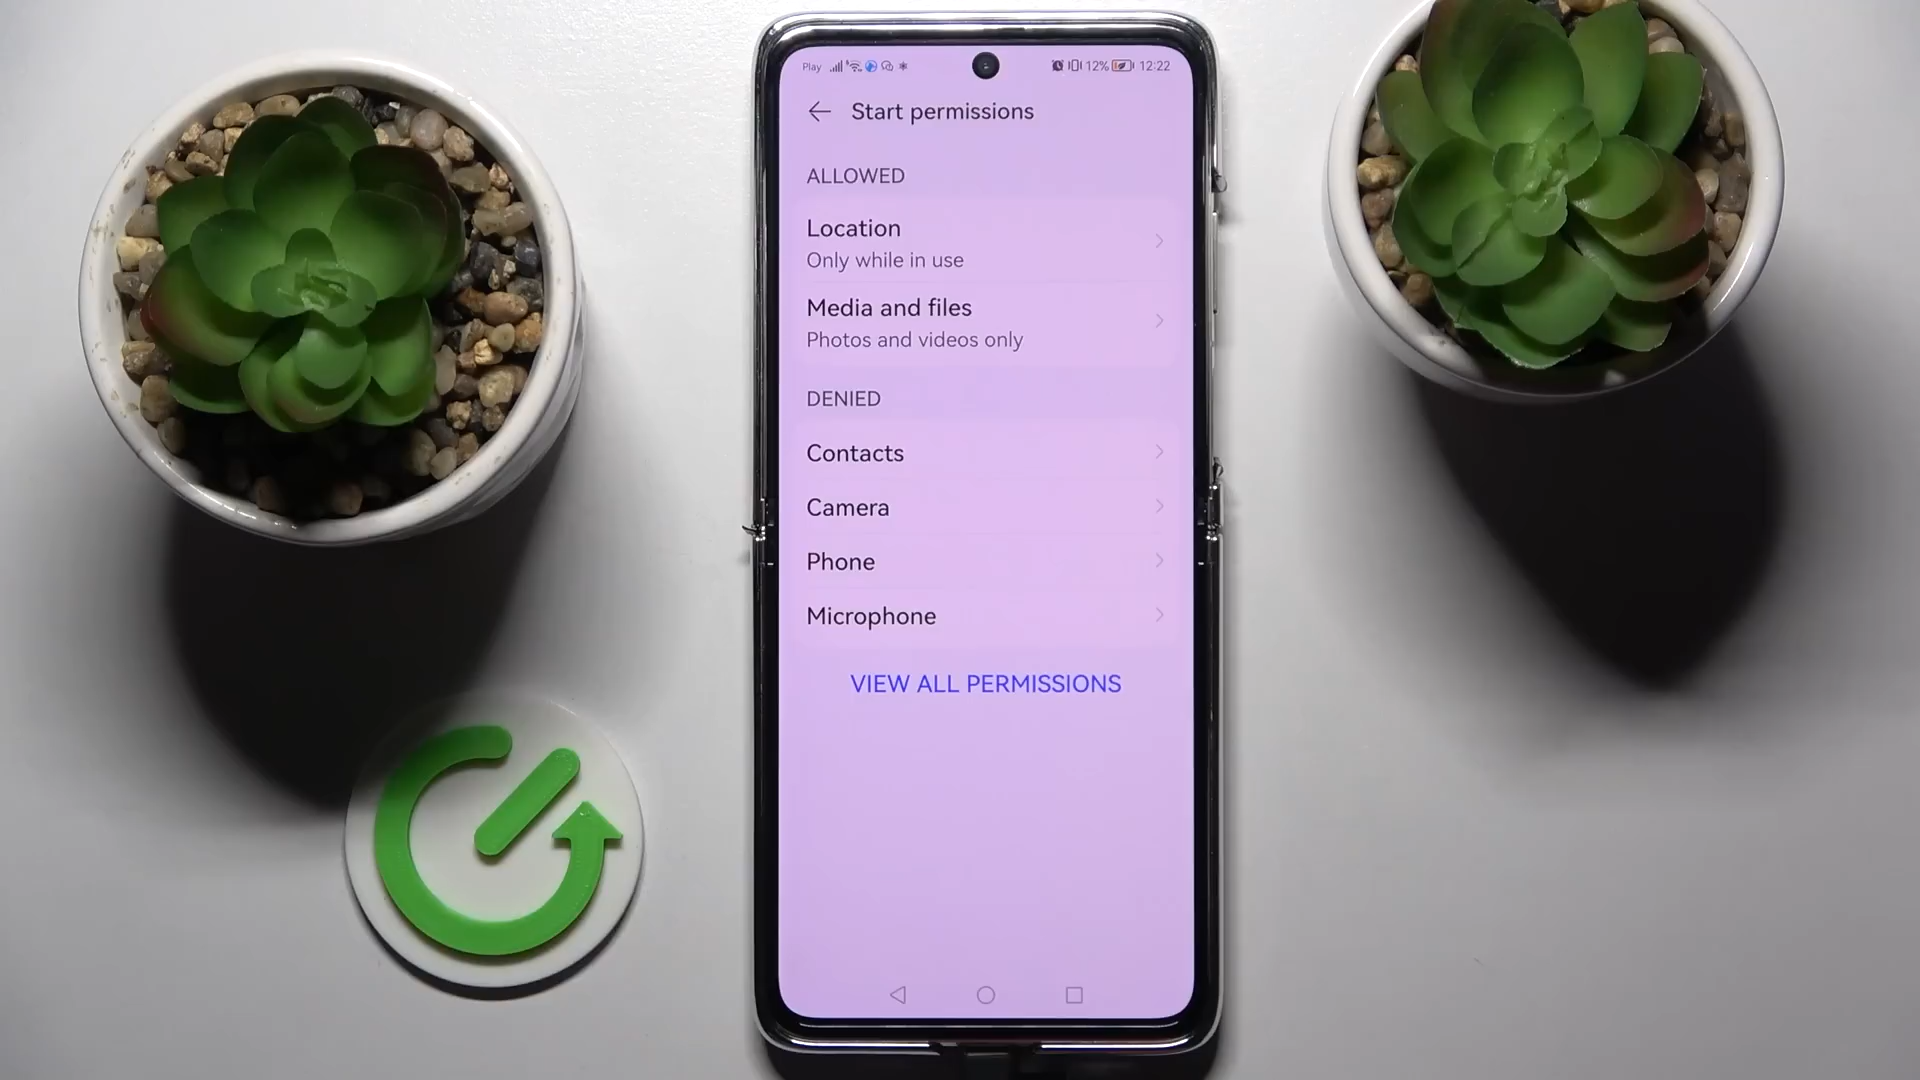 Play 12% 12:22
Start permissions
ALLOWED
Location
Only while in use
Media and files
Photos and videos only
DENIED
Contacts
Camera
Phone
Microphone
VIEW ALL PERMISSIONS